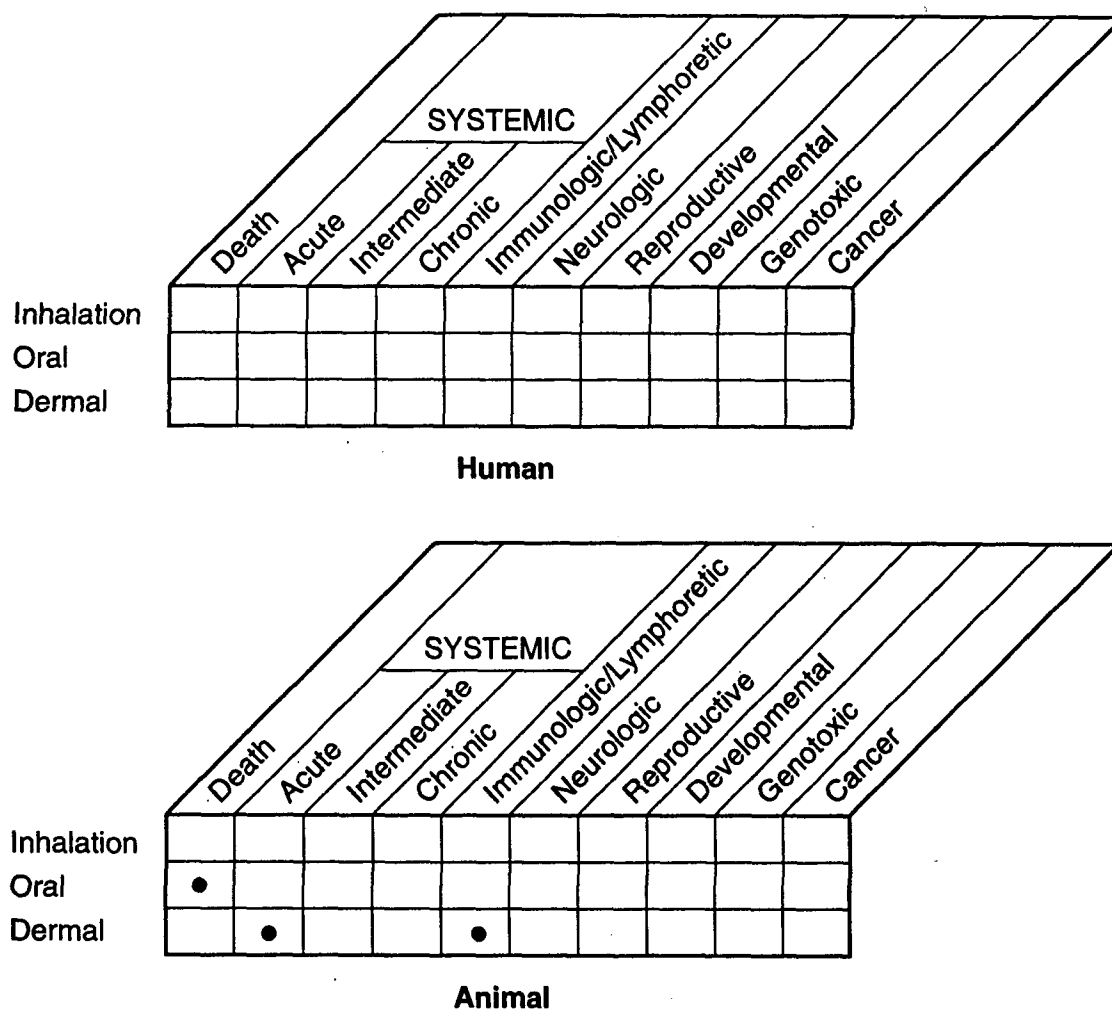 SYSTEMIC
Death
Acute
Intermediate
Chronic
Immunologic/Lymphoretic
Neurologic
Reproductive
Developmental
Genotoxic
Cancer
Inhalation
Oral
Dermal
Human
SYSTEMIC
Death
Acute
Intermediate
Chronic
Immunologic/Lymphoretic
Neurologic
Reproductive
Developmental
Genotoxic
Cancer
Inhalation
Oral
Dermal
Animal